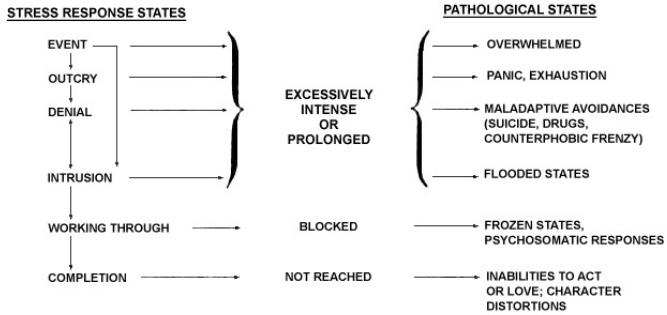 STRESS RESPONSE STATES
PATHOLOGICAL STATES
EVENT
OVERWHELMED
OUTCRY
PANIC, EXHAUSTION
EXCESSIVELY
INTENSE
OR
PROLONGED
DENIAL
MALADAPTIVE AVOIDANCES
(SUICIDE, DRUGS,
COUNTERPHOBIC FRENZY)
INTRUSION
FLOODED STATES
WORKING THROUGH
BLOCKED
FROZEN STATES,
PSYCHOSOMATIC RESPONSES
COMPLETION
NOT REACHED
INABILITIES TO ACT
OR LOVE; CHARACTER
DISTORTIONS